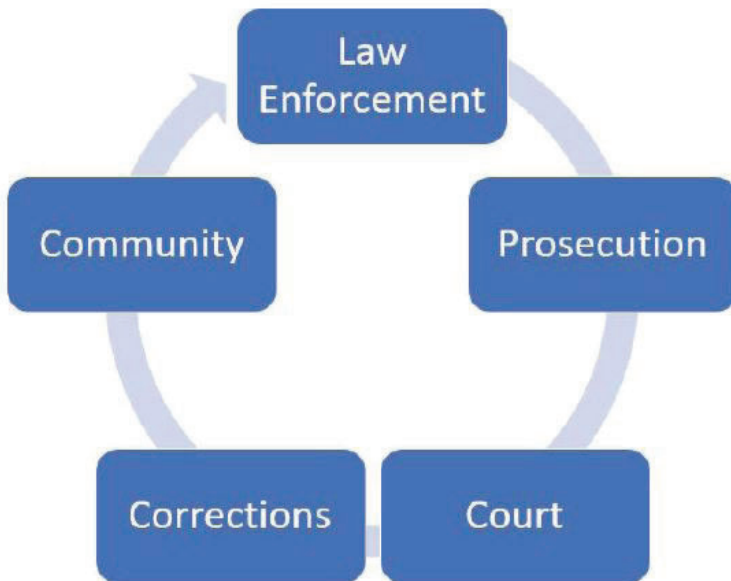 Law
Enforcement
Community
Prosecution
Corrections
Court